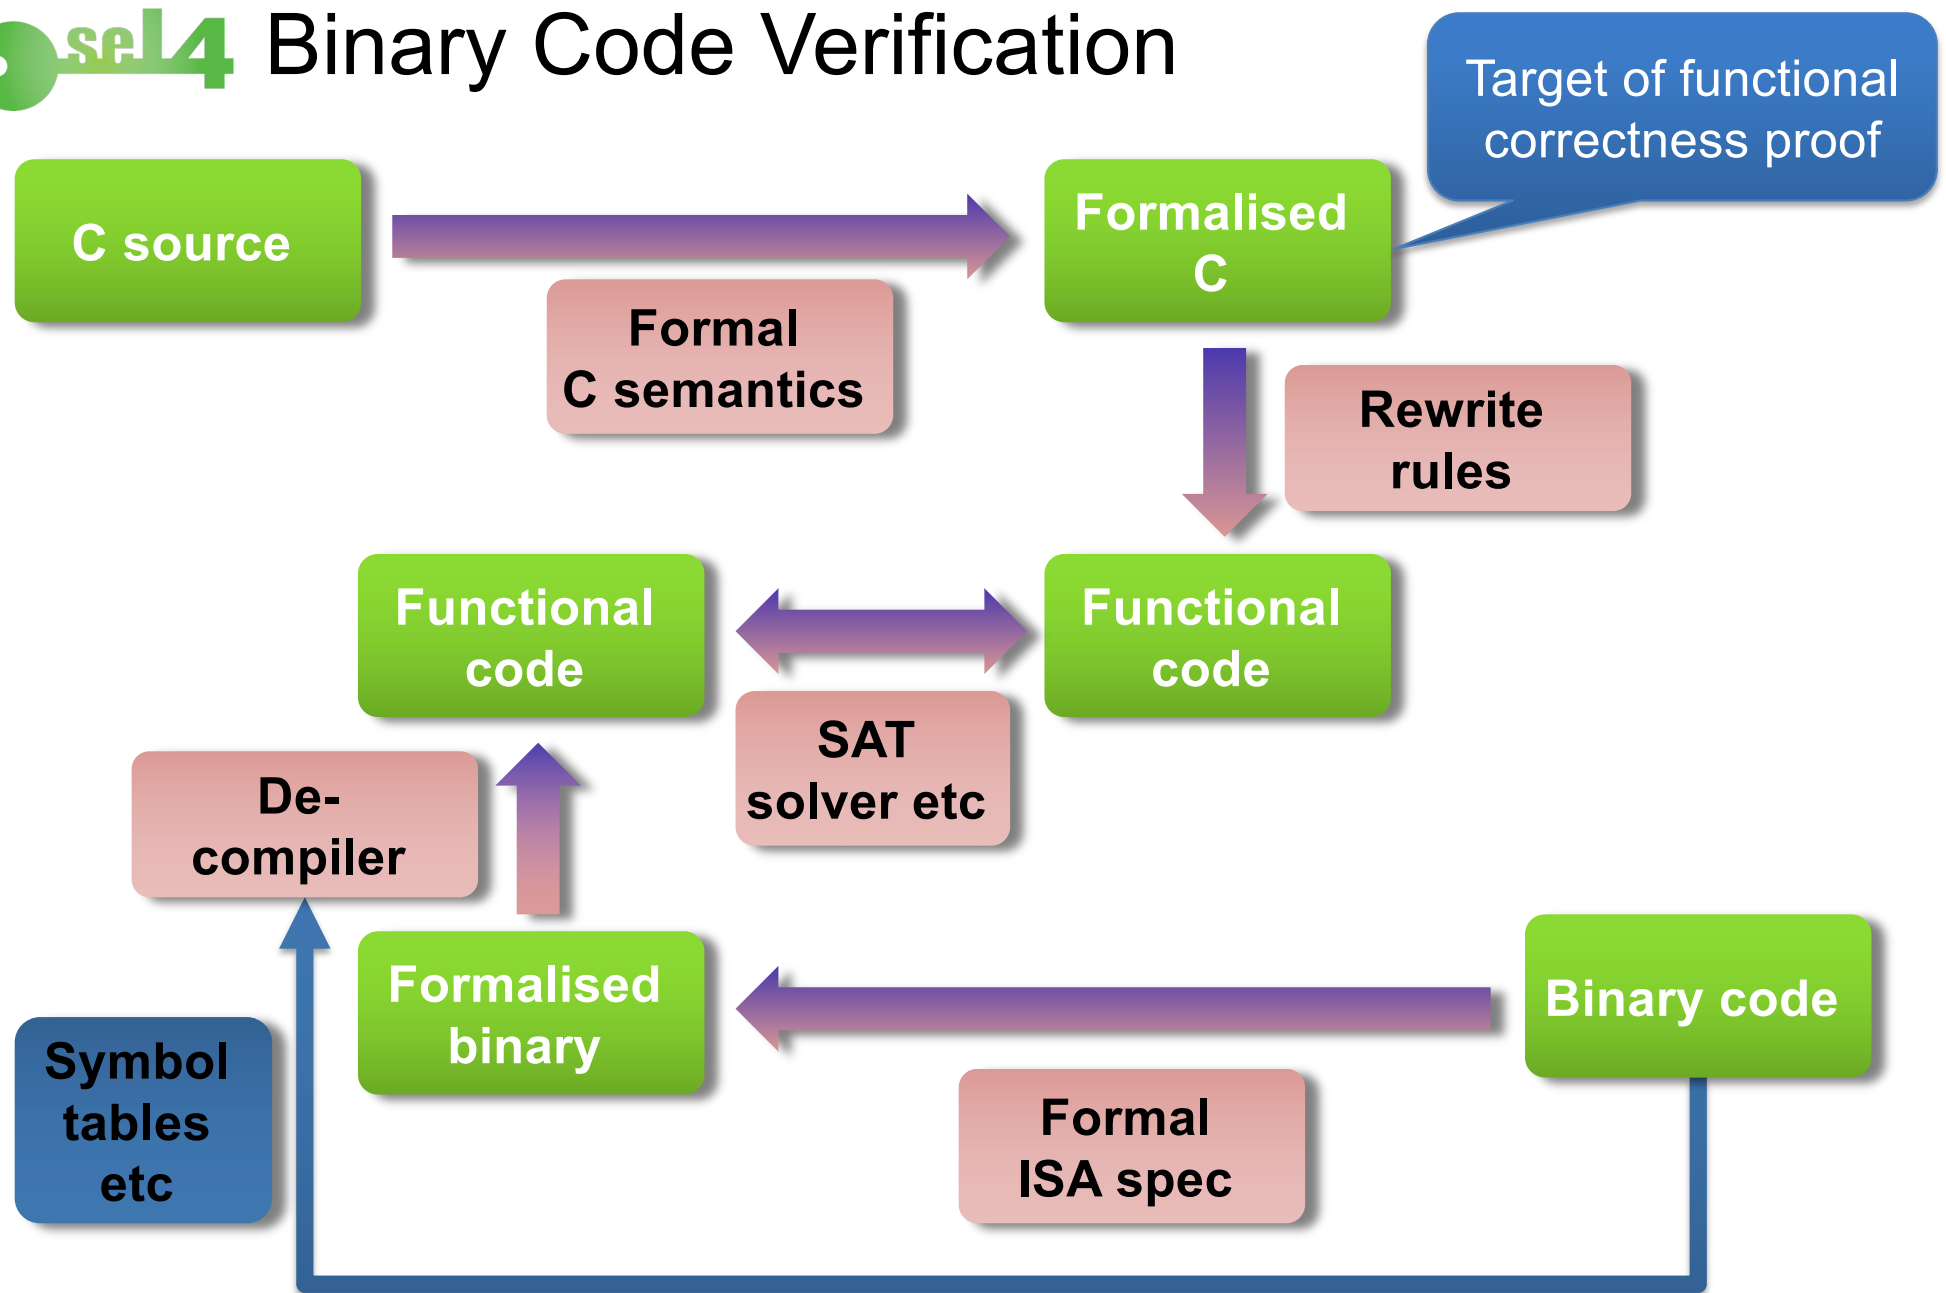 seL4 Binary Code Verification
Target of functional
correctness proof
C source
Formalised
C
Formal
C semantics
Rewrite
rules
Functional
code
Functional
code
SAT
solver etc
De-
compiler
Formalised
binary
Binary code
Symbol
tables
etc
Formal
ISA spec